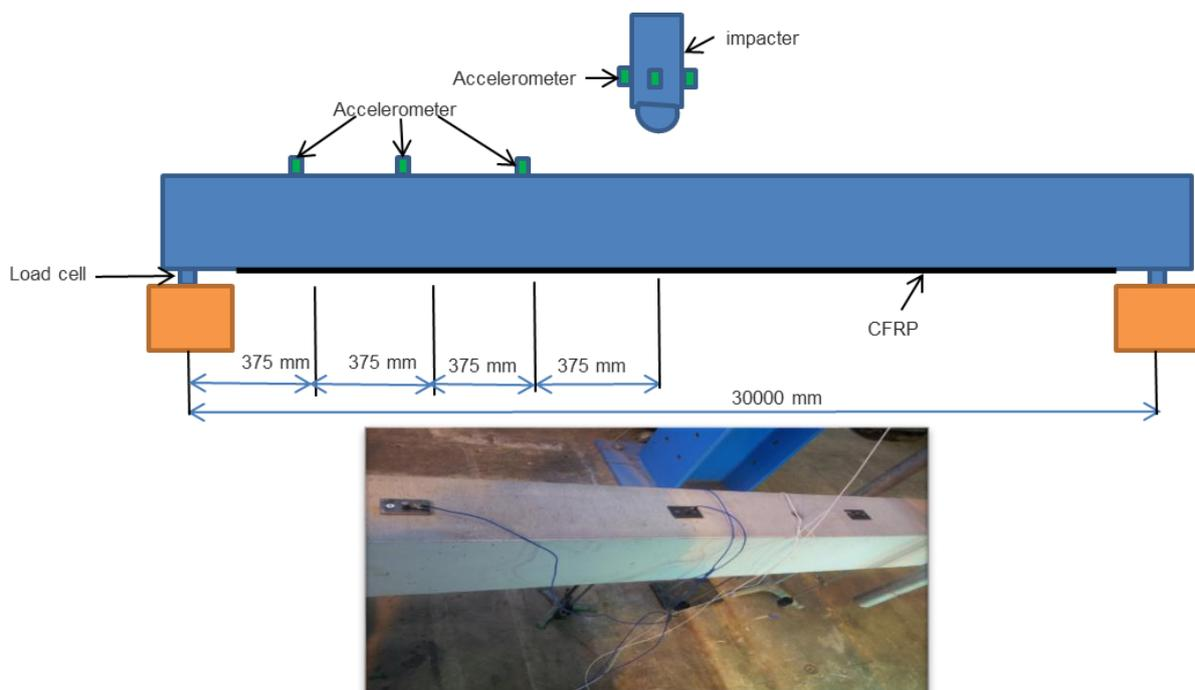 impacter
Accelerometer
Accelerometer
Load cell
CFRP
375 mm
375 mm
375 mm
375 mm
30000 mm